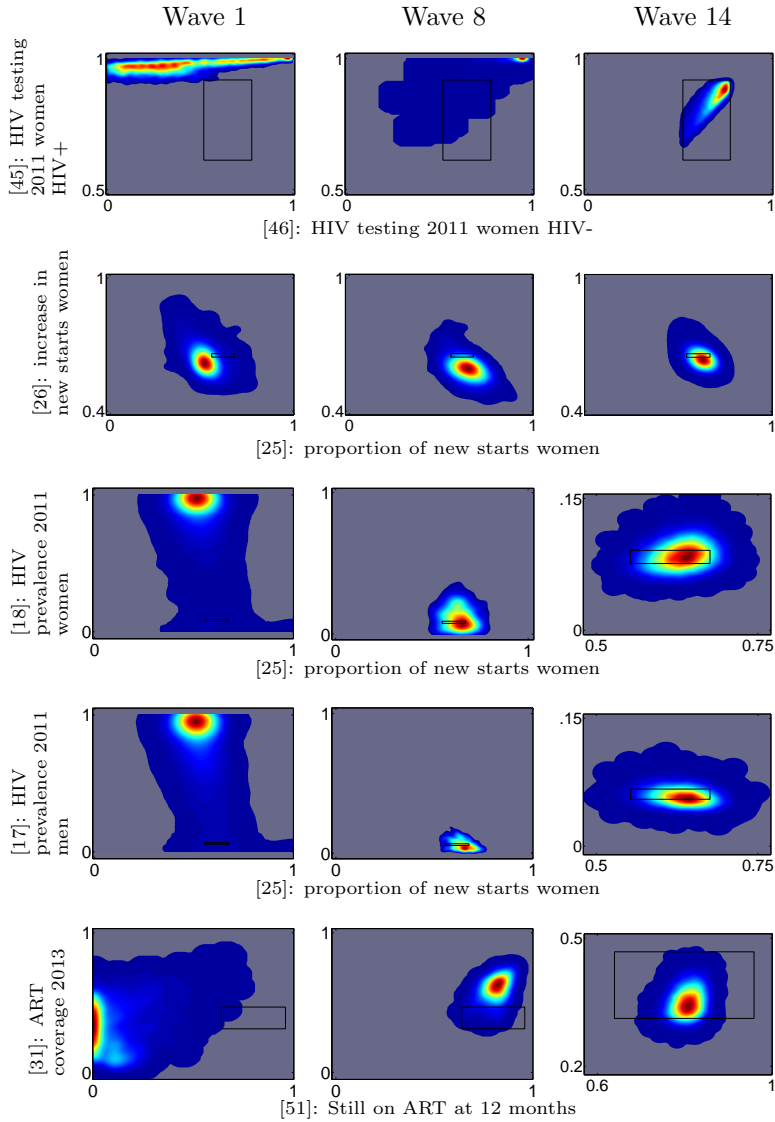 Wave 1
Wave 8
Wave 14
[45]: HIV testing
2011 women
HIV+
1
0.5
0
1
1
0.5
0
1
1
0.5
0
1
[46]: HIV testing 2011 women HIV-
[26]: increase in
new starts women
1
0.4
0
1
1
0.4
0
1
1
0.4
0
1
[25]: proportion of new starts women
[18]: HIV
prevalence 2011
women
1
0
0
1
1
0
0
1
.15
0
0.5
0.75
[25]: proportion of new starts women
[17]: HIV
prevalence 2011
men
1
0
0
1
1
0
0
1
.15
0
0.5
0.75
[25]: proportion of new starts women
[31]: ART
coverage 2013
1
0
0
1
1
0
0
1
0.5
0.2
0.6
1
[51]: Still on ART at 12 months